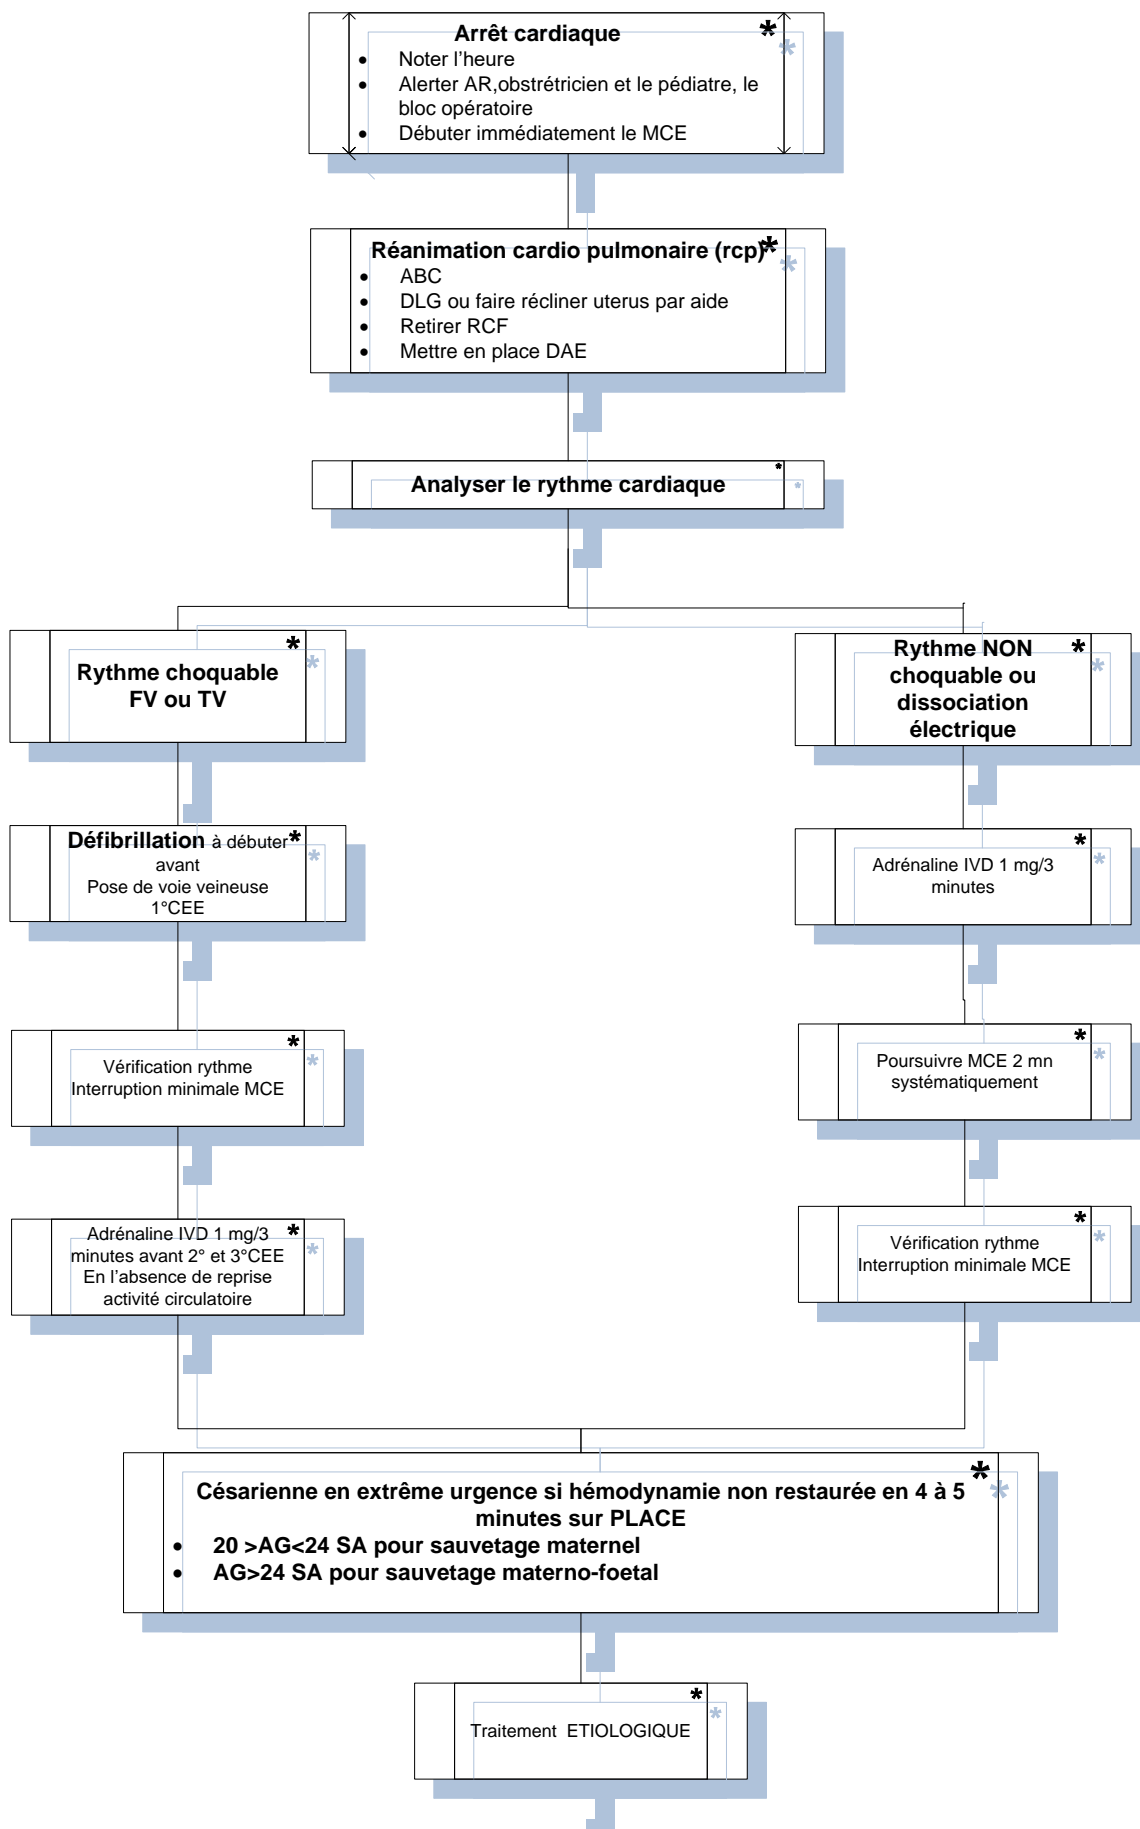 Arrêt cardiaque *
• Noter l’heure
• Alerter AR,obstrétricien et le pédiatre, le
bloc opératoire
• Débuter immédiatement le MCE
Réanimation cardio pulmonaire (rcp) *
• ABC
• DLG ou faire récliner uterus par aide
• Retirer RCF
• Mettre en place DAE
Analyser le rythme cardiaque *
Rythme choquable *
FV ou TV
Défibrillation à débuter *
avant
Pose de voie veineuse
1°CEE
Vérification rythme *
Interruption minimale MCE
Adrénaline IVD 1 mg/3 *
minutes avant 2° et 3°CEE
En l’absence de reprise
activité circulatoire
Rythme NON *
choquable ou
dissociation
électrique
Adrénaline IVD 1 mg/3 *
minutes
Poursuivre MCE 2 mn *
systématiquement
Vérification rythme *
Interruption minimale MCE
Césarienne en extrême urgence si hémodynamie non restaurée en 4 à 5 *
minutes sur PLACE
• 20 >AG<24 SA pour sauvetage maternel
• AG>24 SA pour sauvetage materno-foetal
Traitement ETIOLOGIQUE *